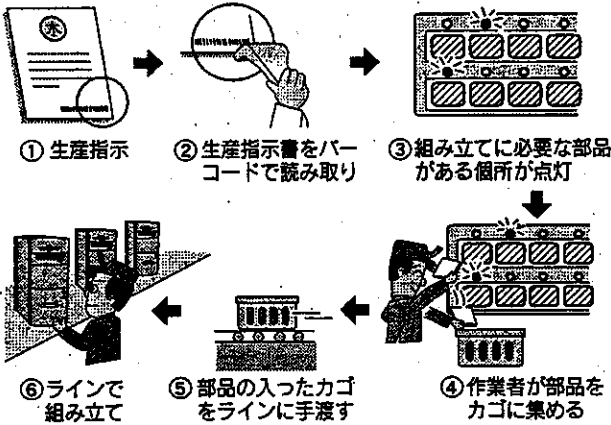 ① 生産指示
② 生産指示書をバー
コードで読み取り
③組み立てに必要な部品
がある個所が点灯
④作業者が部品を
カゴに集める
⑤ 部品の入ったカゴ
をラインに手渡す
⑥ラインで
組み立て